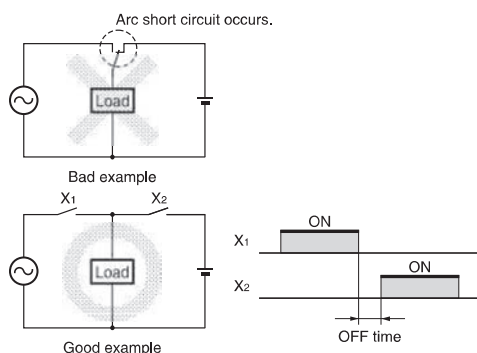 Arc short circuit occurs.
Load
Bad example
X1
X2
Load
Good example
ON
X1
ON
X2
OFF time